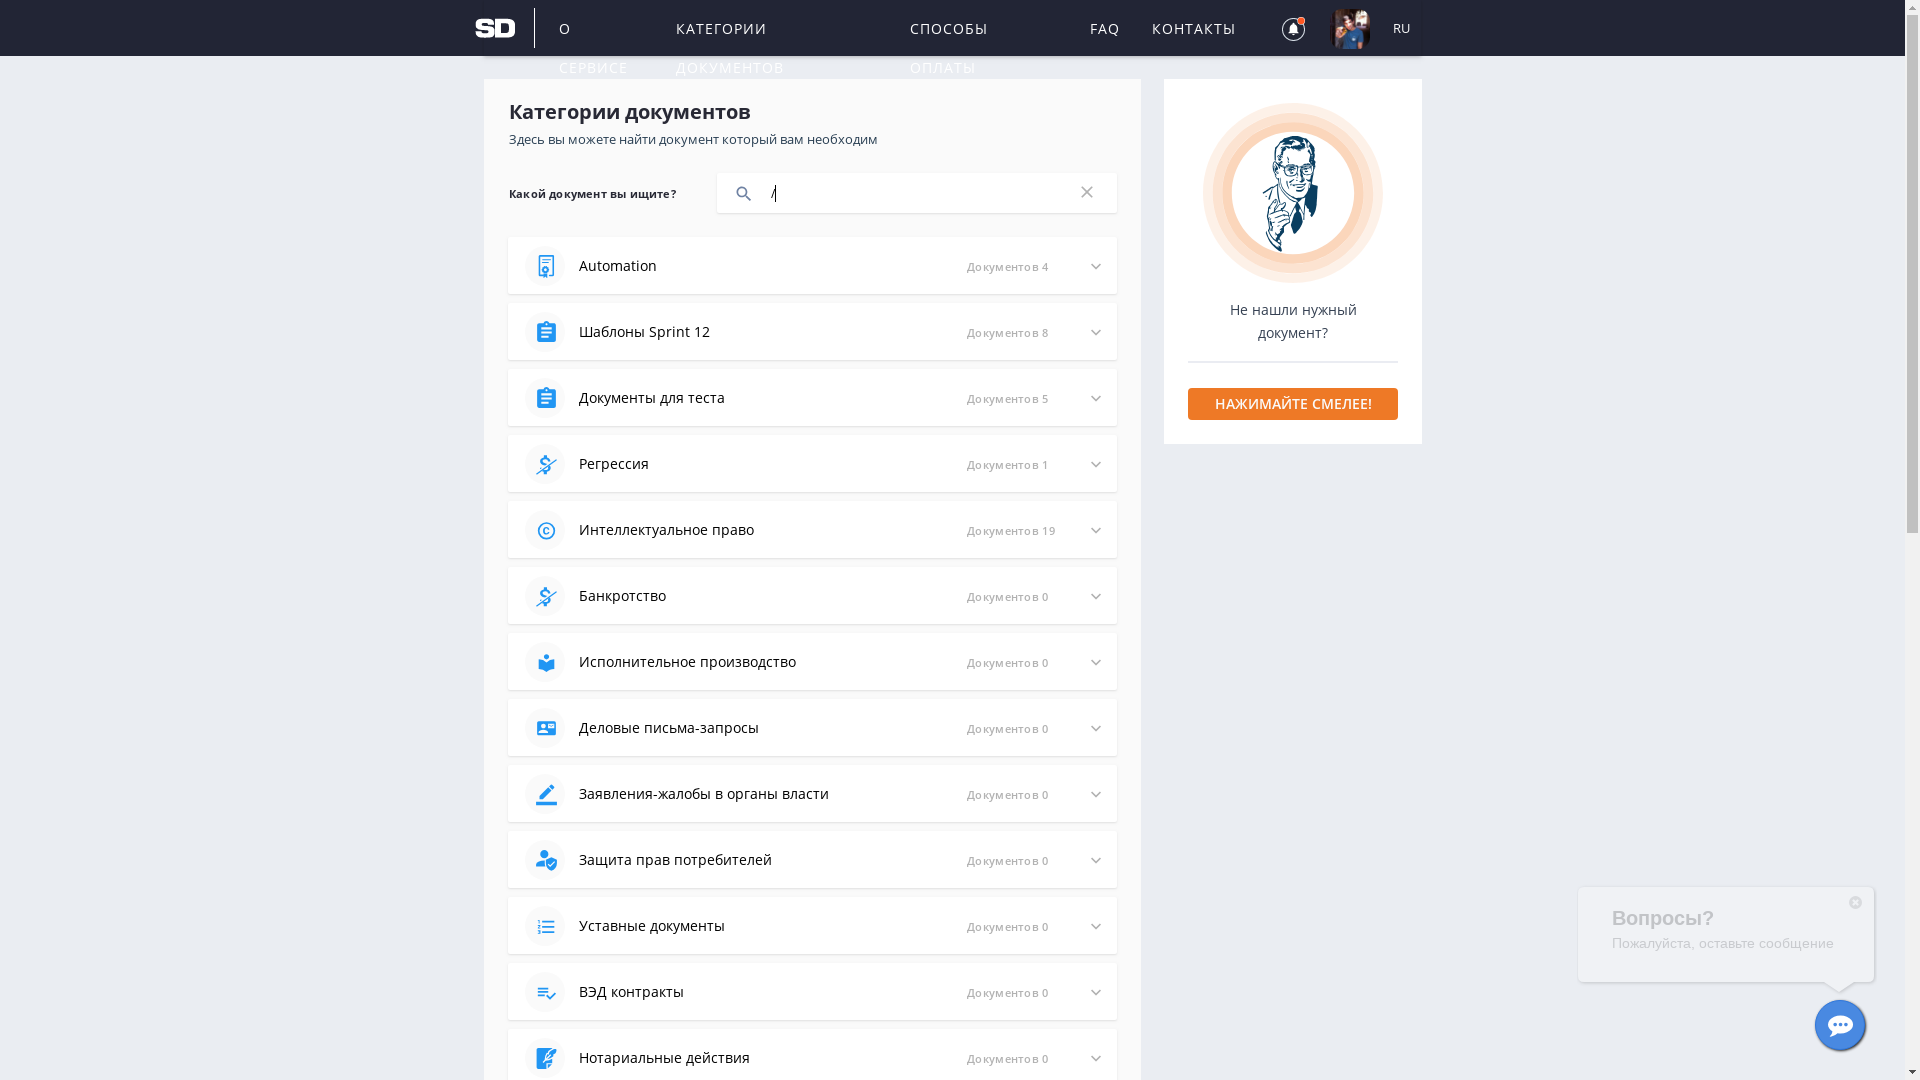 SD
О СЕРВИСЕ
КАТЕГОРИИ ДОКУМЕНТОВ
СПОСОБЫ ОПЛАТЫ
FAQ
КОНТАКТЫ
RU
Категории документов
Здесь вы можете найти документ который вам необходим
Какой документ вы ищите?
/
Automation
Документов 4
Шаблоны Sprint 12
Документов 8
Документы для теста
Документов 5
Регрессия
Документов 1
Интеллектуальное право
Документов 19
Банкротство
Документов 0
Исполнительное производство
Документов 0
Деловые письма-запросы
Документов 0
Заявления-жалобы в органы власти
Документов 0
Защита прав потребителей
Документов 0
Уставные документы
Документов 0
ВЭД контракты
Документов 0
Нотариальные действия
Документов 0
Не нашли нужный
документ?
НАЖИМАЙТЕ СМЕЛЕЕ!
Вопросы?
Пожалуйста, оставьте сообщение